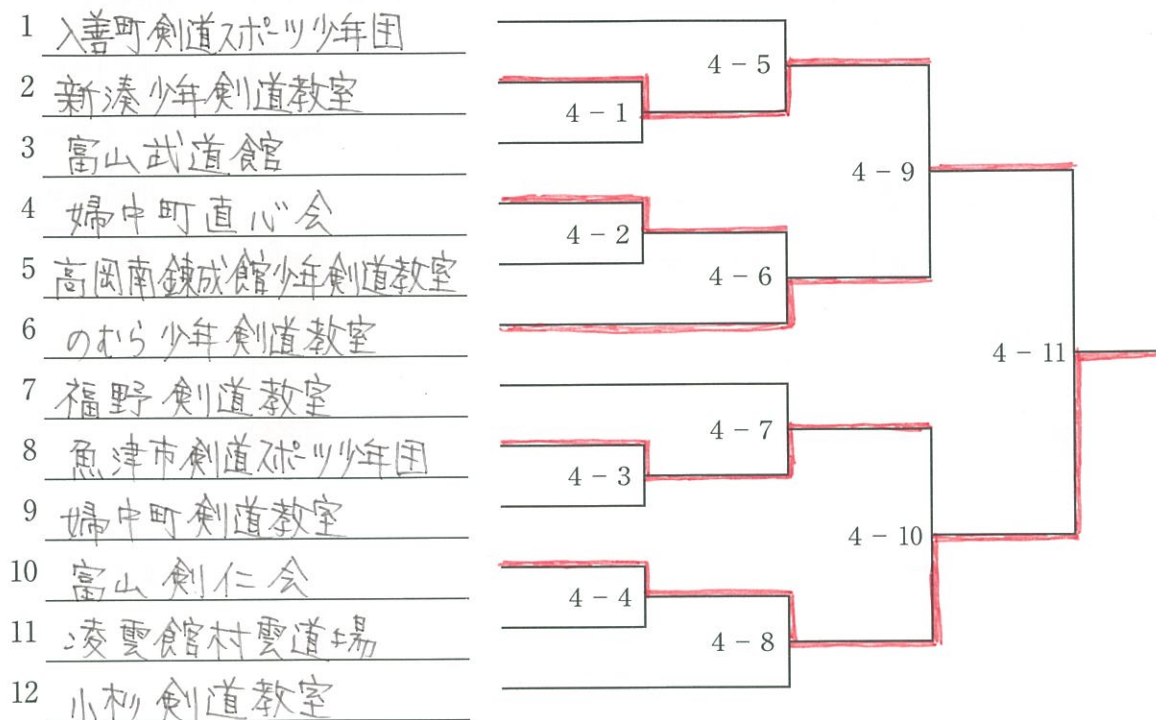 1 入善町剣道スポーツ少年団
4-5
2 新湊少年剣道教室
4-1
3 富山武道館
4-9
4 婦中町直心会
4-2
5 高岡南錬成館少年剣道教室
4-6
6 のむら少年剣道教室
4-11
7 福野剣道教室
4-7
8 魚津市剣道スポーツ少年団
4-3
9 婦中町剣道教室
4-10
10 富山剣仁会
4-4
11 凌雲館村雲道場
4-8
12 小杉剣道教室